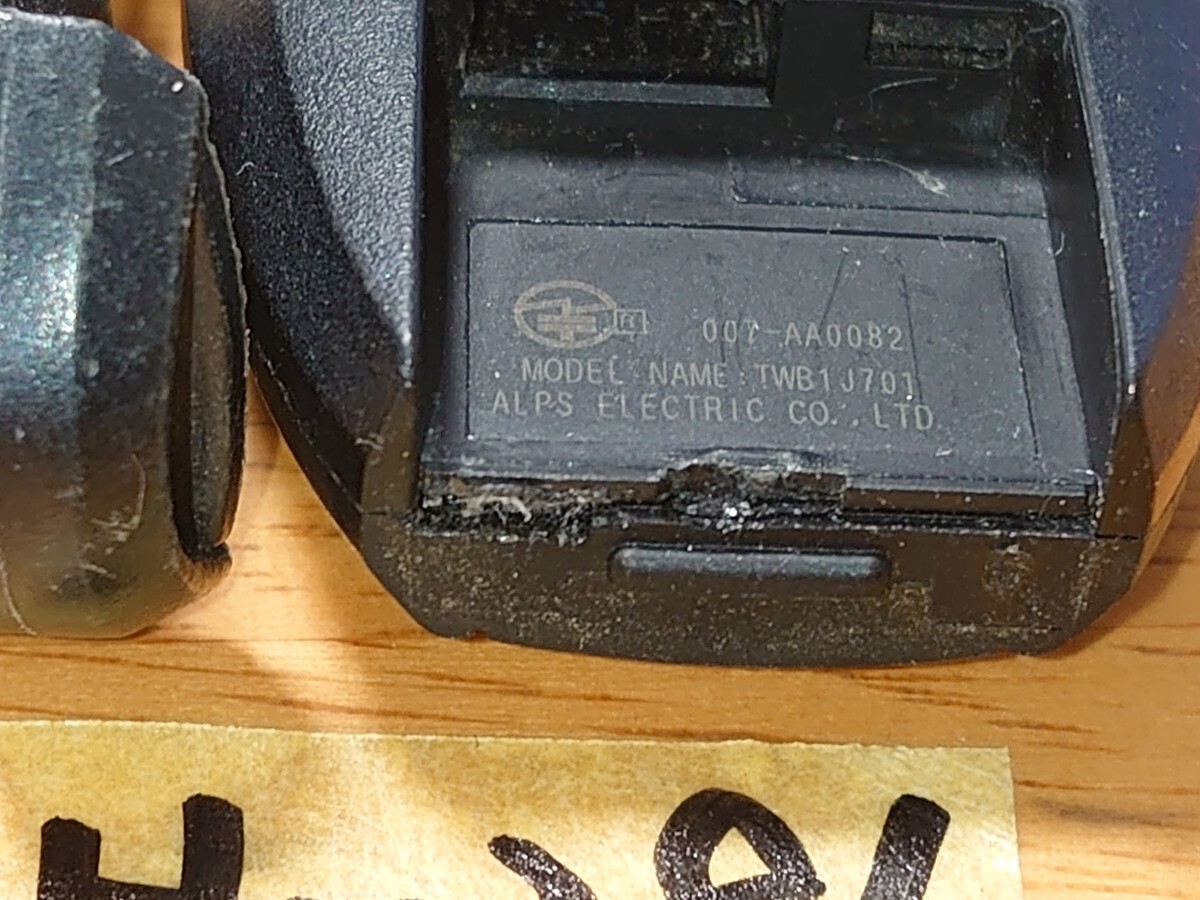 007-AA0082
MODEL NAME:TWB1J701
ALPS ELECTRIC CO.,LTD.